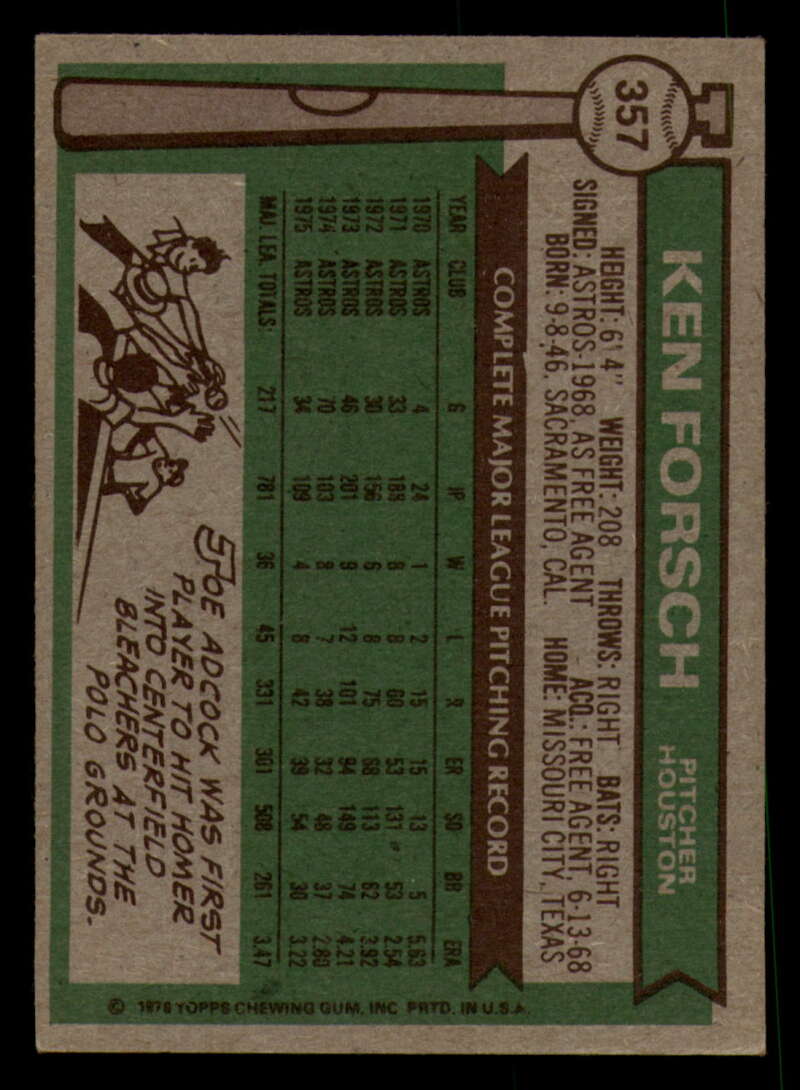 357
KEN FORSCH
PITCHER
HOUSTON
HEIGHT: 6'4" WEIGHT: 208 THROWS: RIGHT BATS: RIGHT
SIGNED: ASTROS-1968, AS FREE AGENT ACQ.: FREE AGENT, 6-13-68
BORN: 9-8-46, SACRAMENTO, CAL. HOME: MISSOURI CITY, TEXAS
COMPLETE MAJOR LEAGUE PITCHING RECORD
YEAR CLUB G IP W L R ER SO BB ERA
1970 ASTROS 4 24 1 2 15 15 13 5 5.63
1971 ASTROS 33 188 8 8 60 53 131 53 2.54
1972 ASTROS 30 156 6 8 75 68 113 62 3.92
1973 ASTROS 46 201 9 12 101 94 149 74 4.21
1974 ASTROS 70 103 8 7 38 32 48 37 2.80
1975 ASTROS 34 109 4 8 42 39 54 30 3.22
MAJ. LEA. TOTALS: 217 781 36 45 331 301 508 261 3.47
JOE ADCOCK WAS FIRST
PLAYER TO HIT HOMER
INTO CENTERFIELD
BLEACHERS AT THE
POLO GROUNDS.
© 1976 TOPPS CHEWING GUM, INC. PRTD. IN U.S.A.